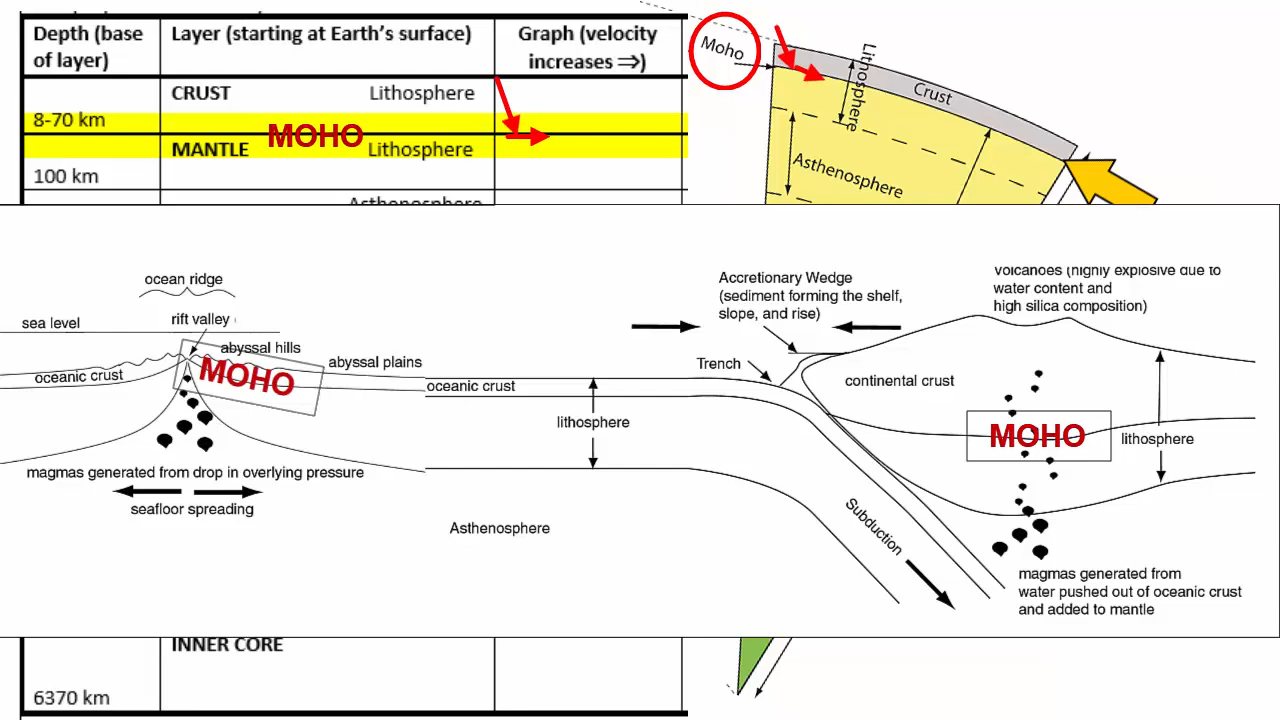 Depth (base of layer)
Layer (starting at Earth's surface)
Graph (velocity increases ⇒)
CRUST Lithosphere
8-70 km
MOHO
MANTLE Lithosphere
100 km
Asthenosphere
Moho
Lithosphere
Crust
Asthenosphere
ocean ridge
sea level
rift valley
abyssal hills
abyssal plains
oceanic crust
MOHO
magmas generated from drop in overlying pressure
seafloor spreading
oceanic crust
lithosphere
Asthenosphere
Accretionary Wedge
(sediment forming the shelf,
slope, and rise)
Trench
Subduction
volcanoes (highly explosive due to
water content and
high silica composition)
continental crust
MOHO
lithosphere
magmas generated from
water pushed out of oceanic crust
and added to mantle
INNER CORE
6370 km